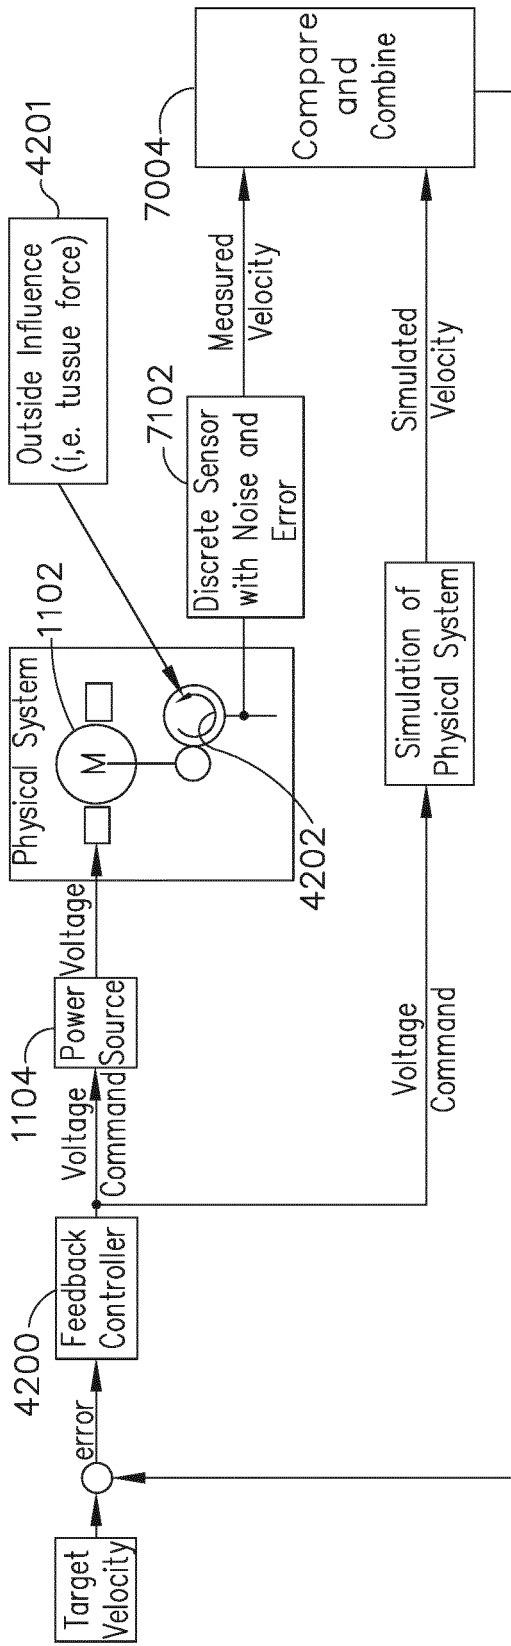 Target
Velocity
error
4200
Feedback
Controller
Voltage
Command
1104
Power
Source
Voltage
Physical System
1102
M
4202
4201
Outside Influence
(i,e. tussue force)
7102
Discrete Sensor
with Noise and
Error
Measured
Velocity
Voltage
Command
Simulation of
Physical System
Simulated
Velocity
7004
Compare
and
Combine